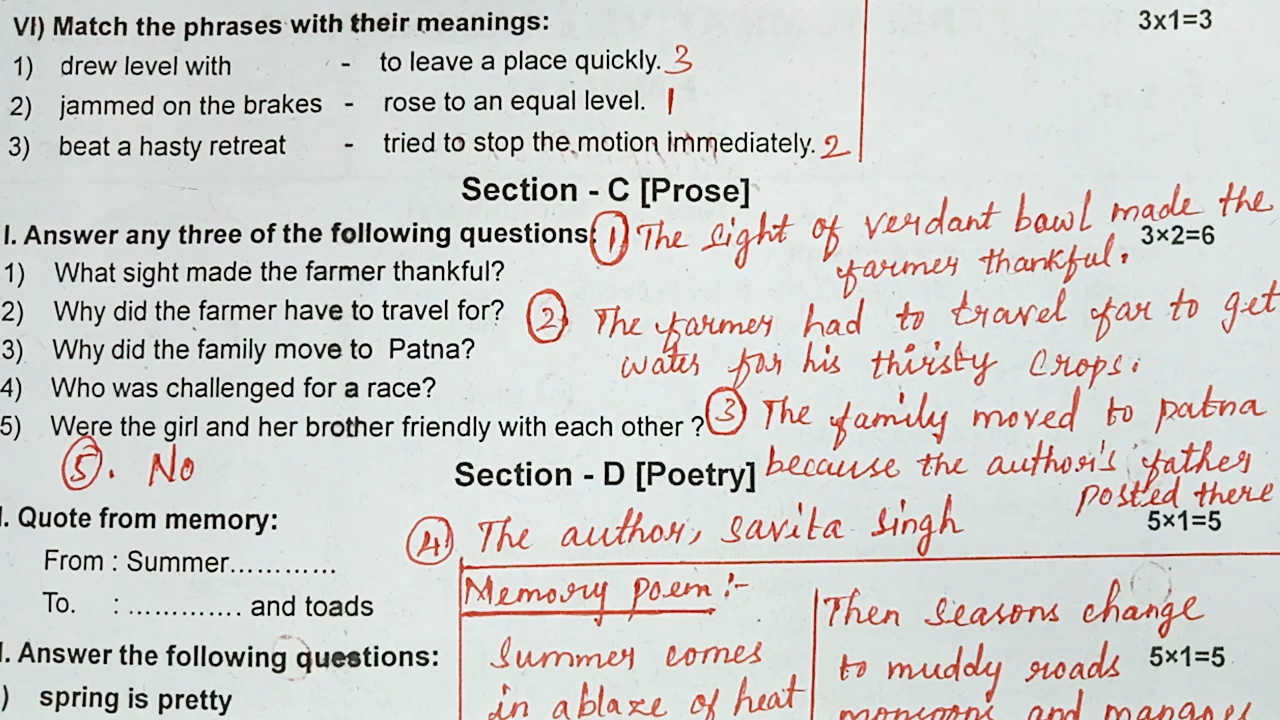 VI) Match the phrases with their meanings: 3x1=3
1) drew level with - to leave a place quickly. 3
2) jammed on the brakes - rose to an equal level. 1
3) beat a hasty retreat - tried to stop the motion immediately. 2
Section - C [Prose]
I. Answer any three of the following questions: 3×2=6
1) The sight of verdant bawl made the
farmer thankful.
1) What sight made the farmer thankful?
2) Why did the farmer have to travel for?
2) The farmer had to travel far to get
water for his thirsty crops.
3) Why did the family move to Patna?
4) Who was challenged for a race?
5) Were the girl and her brother friendly with each other ?
3) The family moved to patna
because the author's father
posted there
5. No
Section - D [Poetry]
4) The author, savita singh
I. Quote from memory: 5×1=5
From : Summer............
To. : ............. and toads
Memory poem :-
Summer comes
in a blaze of heat
Then seasons change
to muddy roads
monsoons and mangoes
I. Answer the following questions: 5×1=5
) spring is pretty